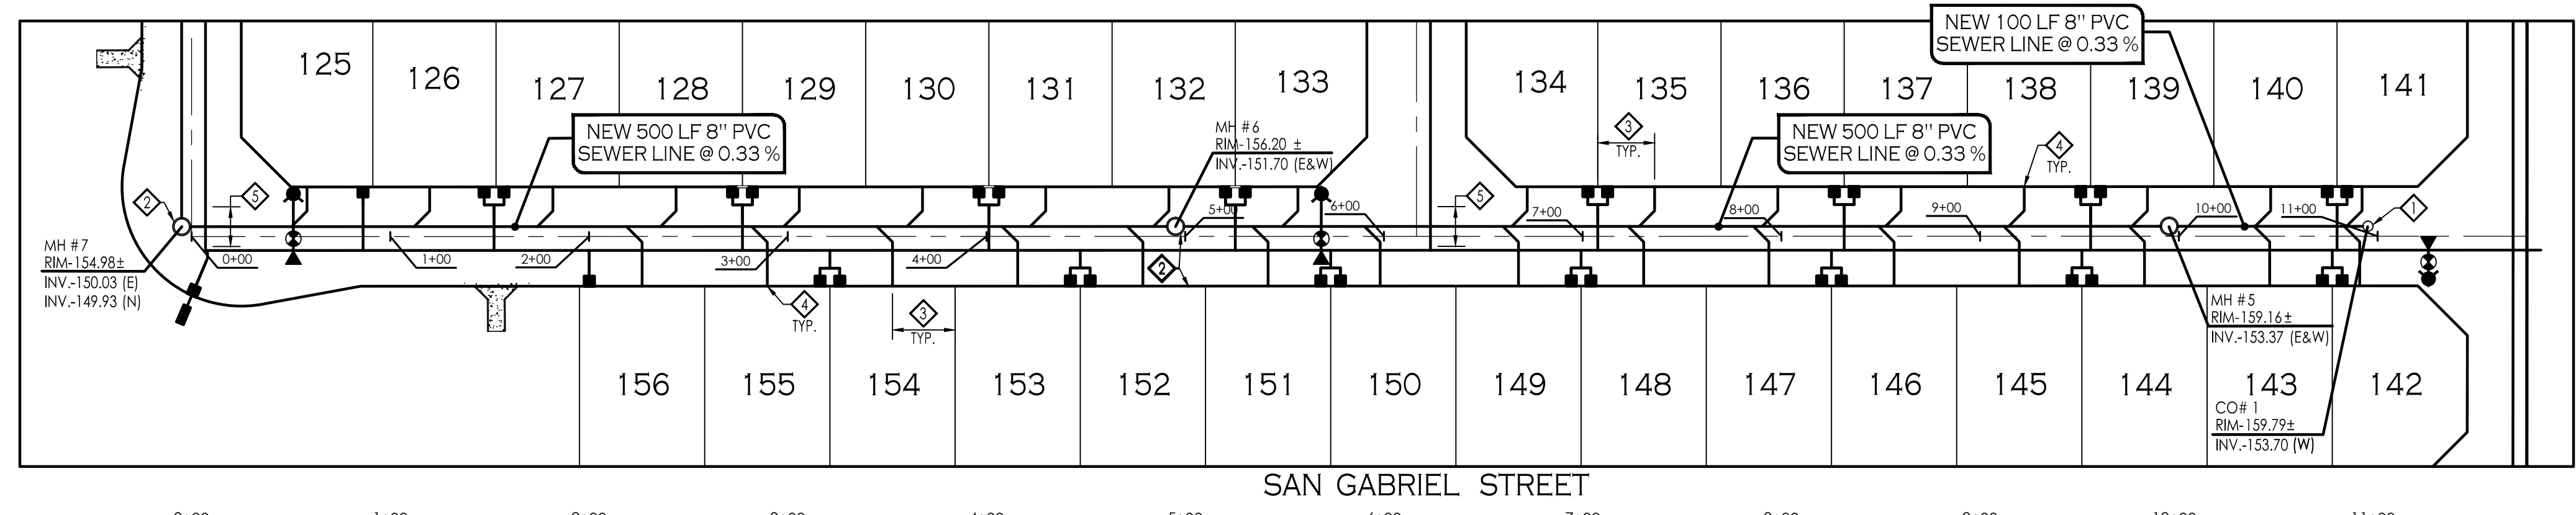 125
126
127
128
129
130
131
132
133
134
135
136
137
138
139
140
141
NEW 500 LF 8" PVC
SEWER LINE @ 0.33 %
MH #6
RIM-156.20 ±
INV.-151.70 (E&W)
NEW 500 LF 8" PVC
SEWER LINE @ 0.33 %
NEW 100 LF 8" PVC
SEWER LINE @ 0.33 %
3
TYP.
4
TYP.
2
5
5
1
MH #7
RIM-154.98±
INV.-150.03 (E)
INV.-149.93 (N)
0+00
1+00
2+00
3+00
4+00
5+00
6+00
7+00
8+00
9+00
10+00
11+00
2
4
TYP.
3
TYP.
MH #5
RIM-159.16±
INV.-153.37 (E&W)
156
155
154
153
152
151
150
149
148
147
146
145
144
143
142
CO# 1
RIM-159.79±
INV.-153.70 (W)
SAN GABRIEL STREET